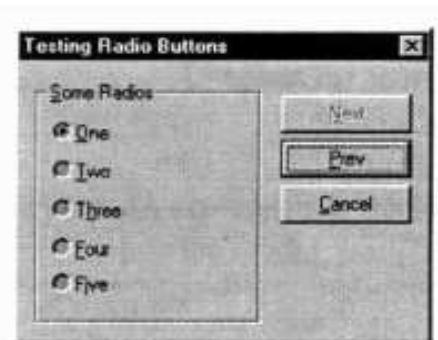 Testing Radio Buttons
Some Radios
One
Two
Three
Four
Five
Next
Prev
Cancel